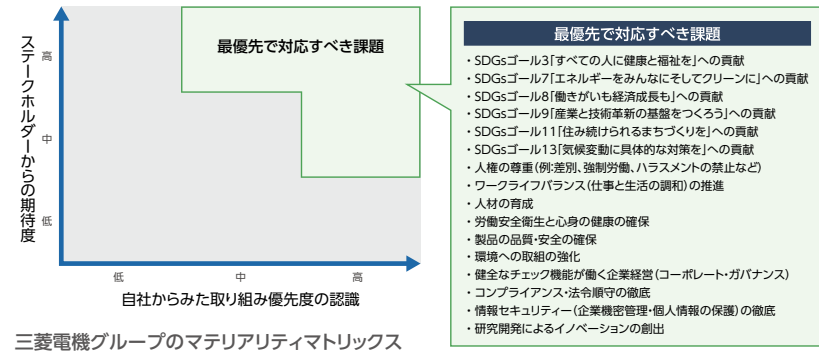 ステークホルダーからの期待度
高
中
低
最優先で対応すべき課題
低
中
高
自社からみた取り組み優先度の認識
三菱電機グループのマテリアリティマトリックス
最優先で対応すべき課題
・SDGsゴール3「すべての人に健康と福祉を」への貢献
・SDGsゴール7「エネルギーをみんなにそしてクリーンに」への貢献
・SDGsゴール8「働きがいも経済成長も」への貢献
・SDGsゴール9「産業と技術革新の基盤をつくろう」への貢献
・SDGsゴール11「住み続けられるまちづくりを」への貢献
・SDGsゴール13「気候変動に具体的な対策を」への貢献
・人権の尊重(例:差別、強制労働、ハラスメントの禁止など)
・ワークライフバランス(仕事と生活の調和)の推進
・人材の育成
・労働安全衛生と心身の健康の確保
・製品の品質・安全の確保
・環境への取組の強化
・健全なチェック機能が働く企業経営(コーポレート・ガバナンス)
・コンプライアンス・法令順守の徹底
・情報セキュリティー(企業機密管理・個人情報の保護)の徹底
・研究開発によるイノベーションの創出